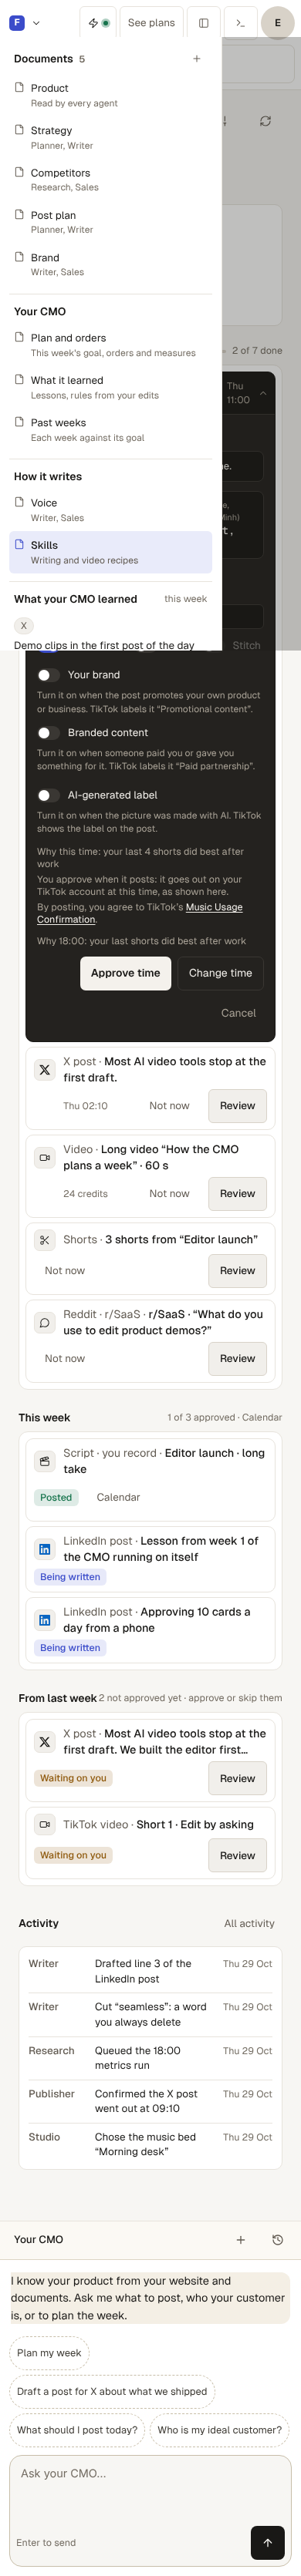 F
See plans
E
Documents 5
Product
Read by every agent
Strategy
Planner, Writer
Competitors
Research, Sales
Post plan
Planner, Writer
Brand
Writer, Sales
Your CMO
Plan and orders
This week's goal, orders and measures
What it learned
Lessons, rules from your edits
Past weeks
Each week against its goal
How it writes
Voice
Writer, Sales
Skills
Writing and video recipes
What your CMO learned this week
X
Demo clips in the first post of the day
2 of 7 done
Thu
11:00
Stitch
Your brand
Turn it on when the post promotes your own product
or business. TikTok labels it “Promotional content”.
Branded content
Turn it on when someone paid you or gave you
something for it. TikTok labels it “Paid partnership”.
AI-generated label
Turn it on when the picture was made with AI. TikTok
shows the label on the post.
Why this time: your last 4 shorts did best after
work
You approve when it posts: it goes out on your
TikTok account at this time, as shown here.
By posting, you agree to TikTok's Music Usage
Confirmation.
Why 18:00: your last shorts did best after work
Approve time
Change time
Cancel
X post · Most AI video tools stop at the
first draft.
Thu 02:10 Not now Review
Video · Long video “How the CMO
plans a week” · 60 s
24 credits Not now Review
Shorts · 3 shorts from “Editor launch”
Not now Review
Reddit · r/SaaS · r/SaaS · “What do you
use to edit product demos?”
Not now Review
This week 1 of 3 approved · Calendar
Script · you record · Editor launch · long
take
Posted Calendar
LinkedIn post · Lesson from week 1 of
the CMO running on itself
Being written
LinkedIn post · Approving 10 cards a
day from a phone
Being written
From last week 2 not approved yet · approve or skip them
X post · Most AI video tools stop at the
first draft. We built the editor first...
Waiting on you Review
TikTok video · Short 1 · Edit by asking
Waiting on you Review
Activity All activity
Writer Drafted line 3 of the Thu 29 Oct
LinkedIn post
Writer Cut “seamless”: a word Thu 29 Oct
you always delete
Research Queued the 18:00 Thu 29 Oct
metrics run
Publisher Confirmed the X post Thu 29 Oct
went out at 09:10
Studio Chose the music bed Thu 29 Oct
“Morning desk”
Your CMO
I know your product from your website and
documents. Ask me what to post, who your customer
is, or to plan the week.
Plan my week
Draft a post for X about what we shipped
What should I post today? Who is my ideal customer?
Ask your CMO...
Enter to send